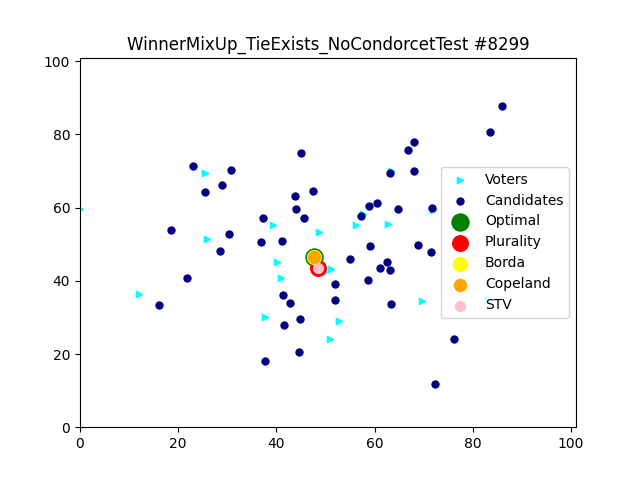 WinnerMixUp_TieExists_NoCondorcetTest #8299
100
80
60
40
20
0
0 20 40 60 80 100
Voters
Candidates
Optimal
Plurality
Borda
Copeland
STV